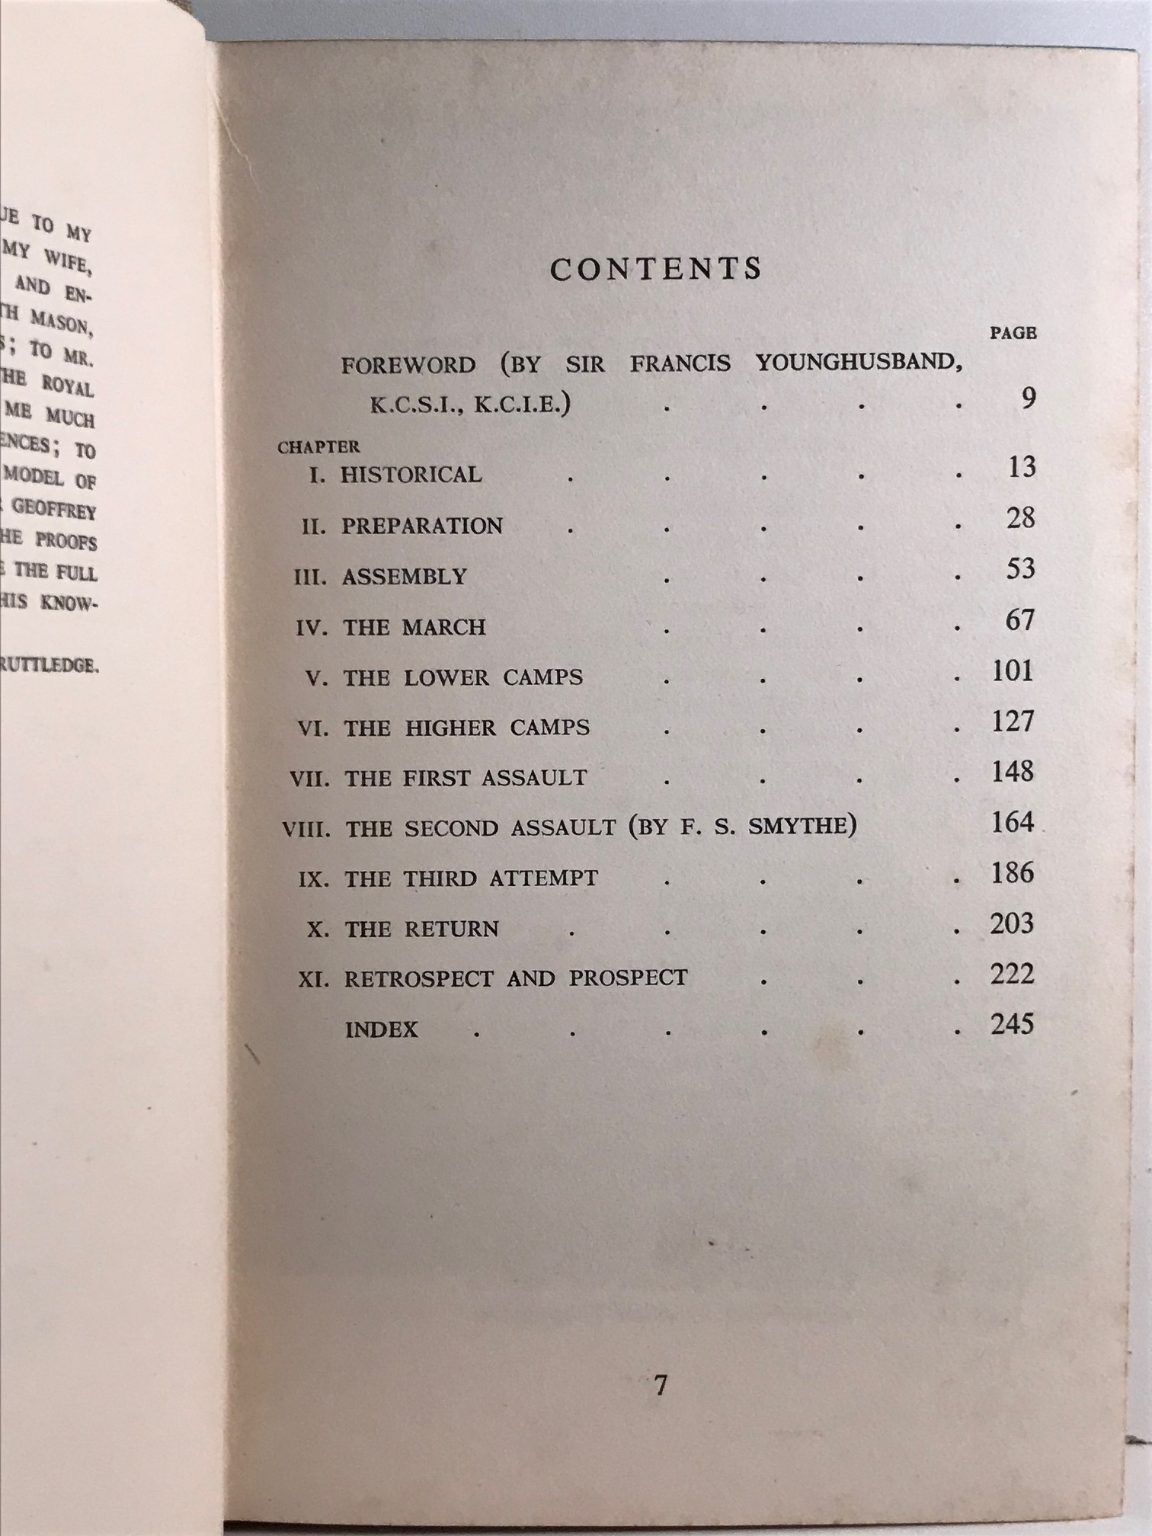 UE TO MY
MY WIFE,
AND EN-
TH MASON,
S; TO MR.
THE ROYAL
ME MUCH
ENCES; TO
MODEL OF
GEOFFREY
HE PROOFS
THE FULL
HIS KNOW-
RUTTLEDGE.
CONTENTS
PAGE
FOREWORD (BY SIR FRANCIS YOUNGHUSBAND,
K.C.S.I., K.C.I.E.) . . . . 9
CHAPTER
I. HISTORICAL . . . . . 13
II. PREPARATION . . . . . 28
III. ASSEMBLY . . . . 53
IV. THE MARCH . . . . 67
V. THE LOWER CAMPS . . . . 101
VI. THE HIGHER CAMPS . . . . 127
VII. THE FIRST ASSAULT . . . . 148
VIII. THE SECOND ASSAULT (BY F. S. SMYTHE) 164
IX. THE THIRD ATTEMPT . . . . 186
X. THE RETURN . . . . . 203
XI. RETROSPECT AND PROSPECT . . . 222
INDEX . . . . . . 245
7